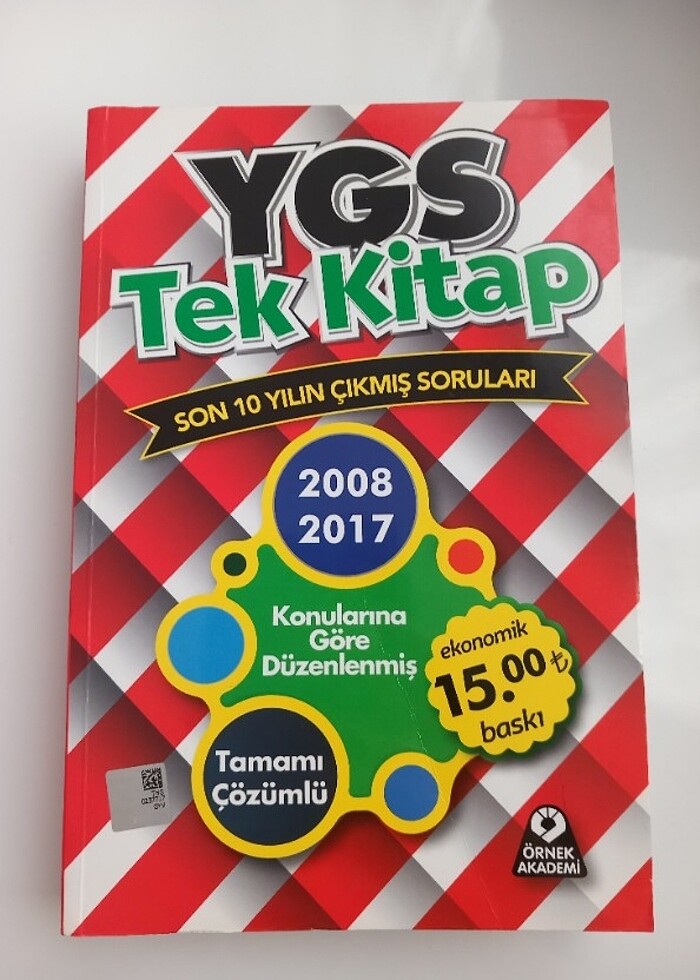 YGS
Tek Kitap
SON 10 YILIN ÇIKMIŞ SORULARI
2008
2017
Konularına
Göre
Düzenlenmiş
ekonomik
15.00 ₺
baskı
Tamamı
Çözümlü
ÖRNEK
AKADEMİ